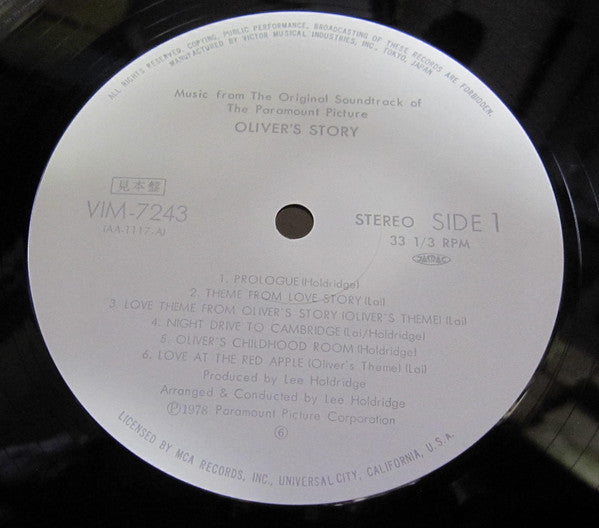 ALL RIGHTS RESERVED, COPYING, PUBLIC PERFORMANCE, BROADCASTING OF THESE RECORDS ARE FORBIDDEN.
MANUFACTURED BY VICTOR MUSICAL INDUSTRIES, INC., TOKYO, JAPAN
Music from The Original Soundtrack of
The Paramount Picture
OLIVER'S STORY
見本盤
VIM-7243
(AA-1117-A)
STEREO SIDE 1
33 1/3 RPM
1. PROLOGUE (Holdridge)
2. THEME FROM LOVE STORY (Lai)
3. LOVE THEME FROM OLIVER'S STORY (OLIVER'S THEME) (Lai)
4. NIGHT DRIVE TO CAMBRIDGE (Lai/Holdridge)
5. OLIVER'S CHILDHOOD ROOM (Holdridge)
6. LOVE AT THE RED APPLE (Oliver's Theme) (Lai)
Produced by Lee Holdridge
Arranged & Conducted by Lee Holdridge
Ⓟ1978 Paramount Picture Corporation
⑥
LICENSED BY MCA RECORDS, INC., UNIVERSAL CITY, CALIFORNIA, U.S.A.